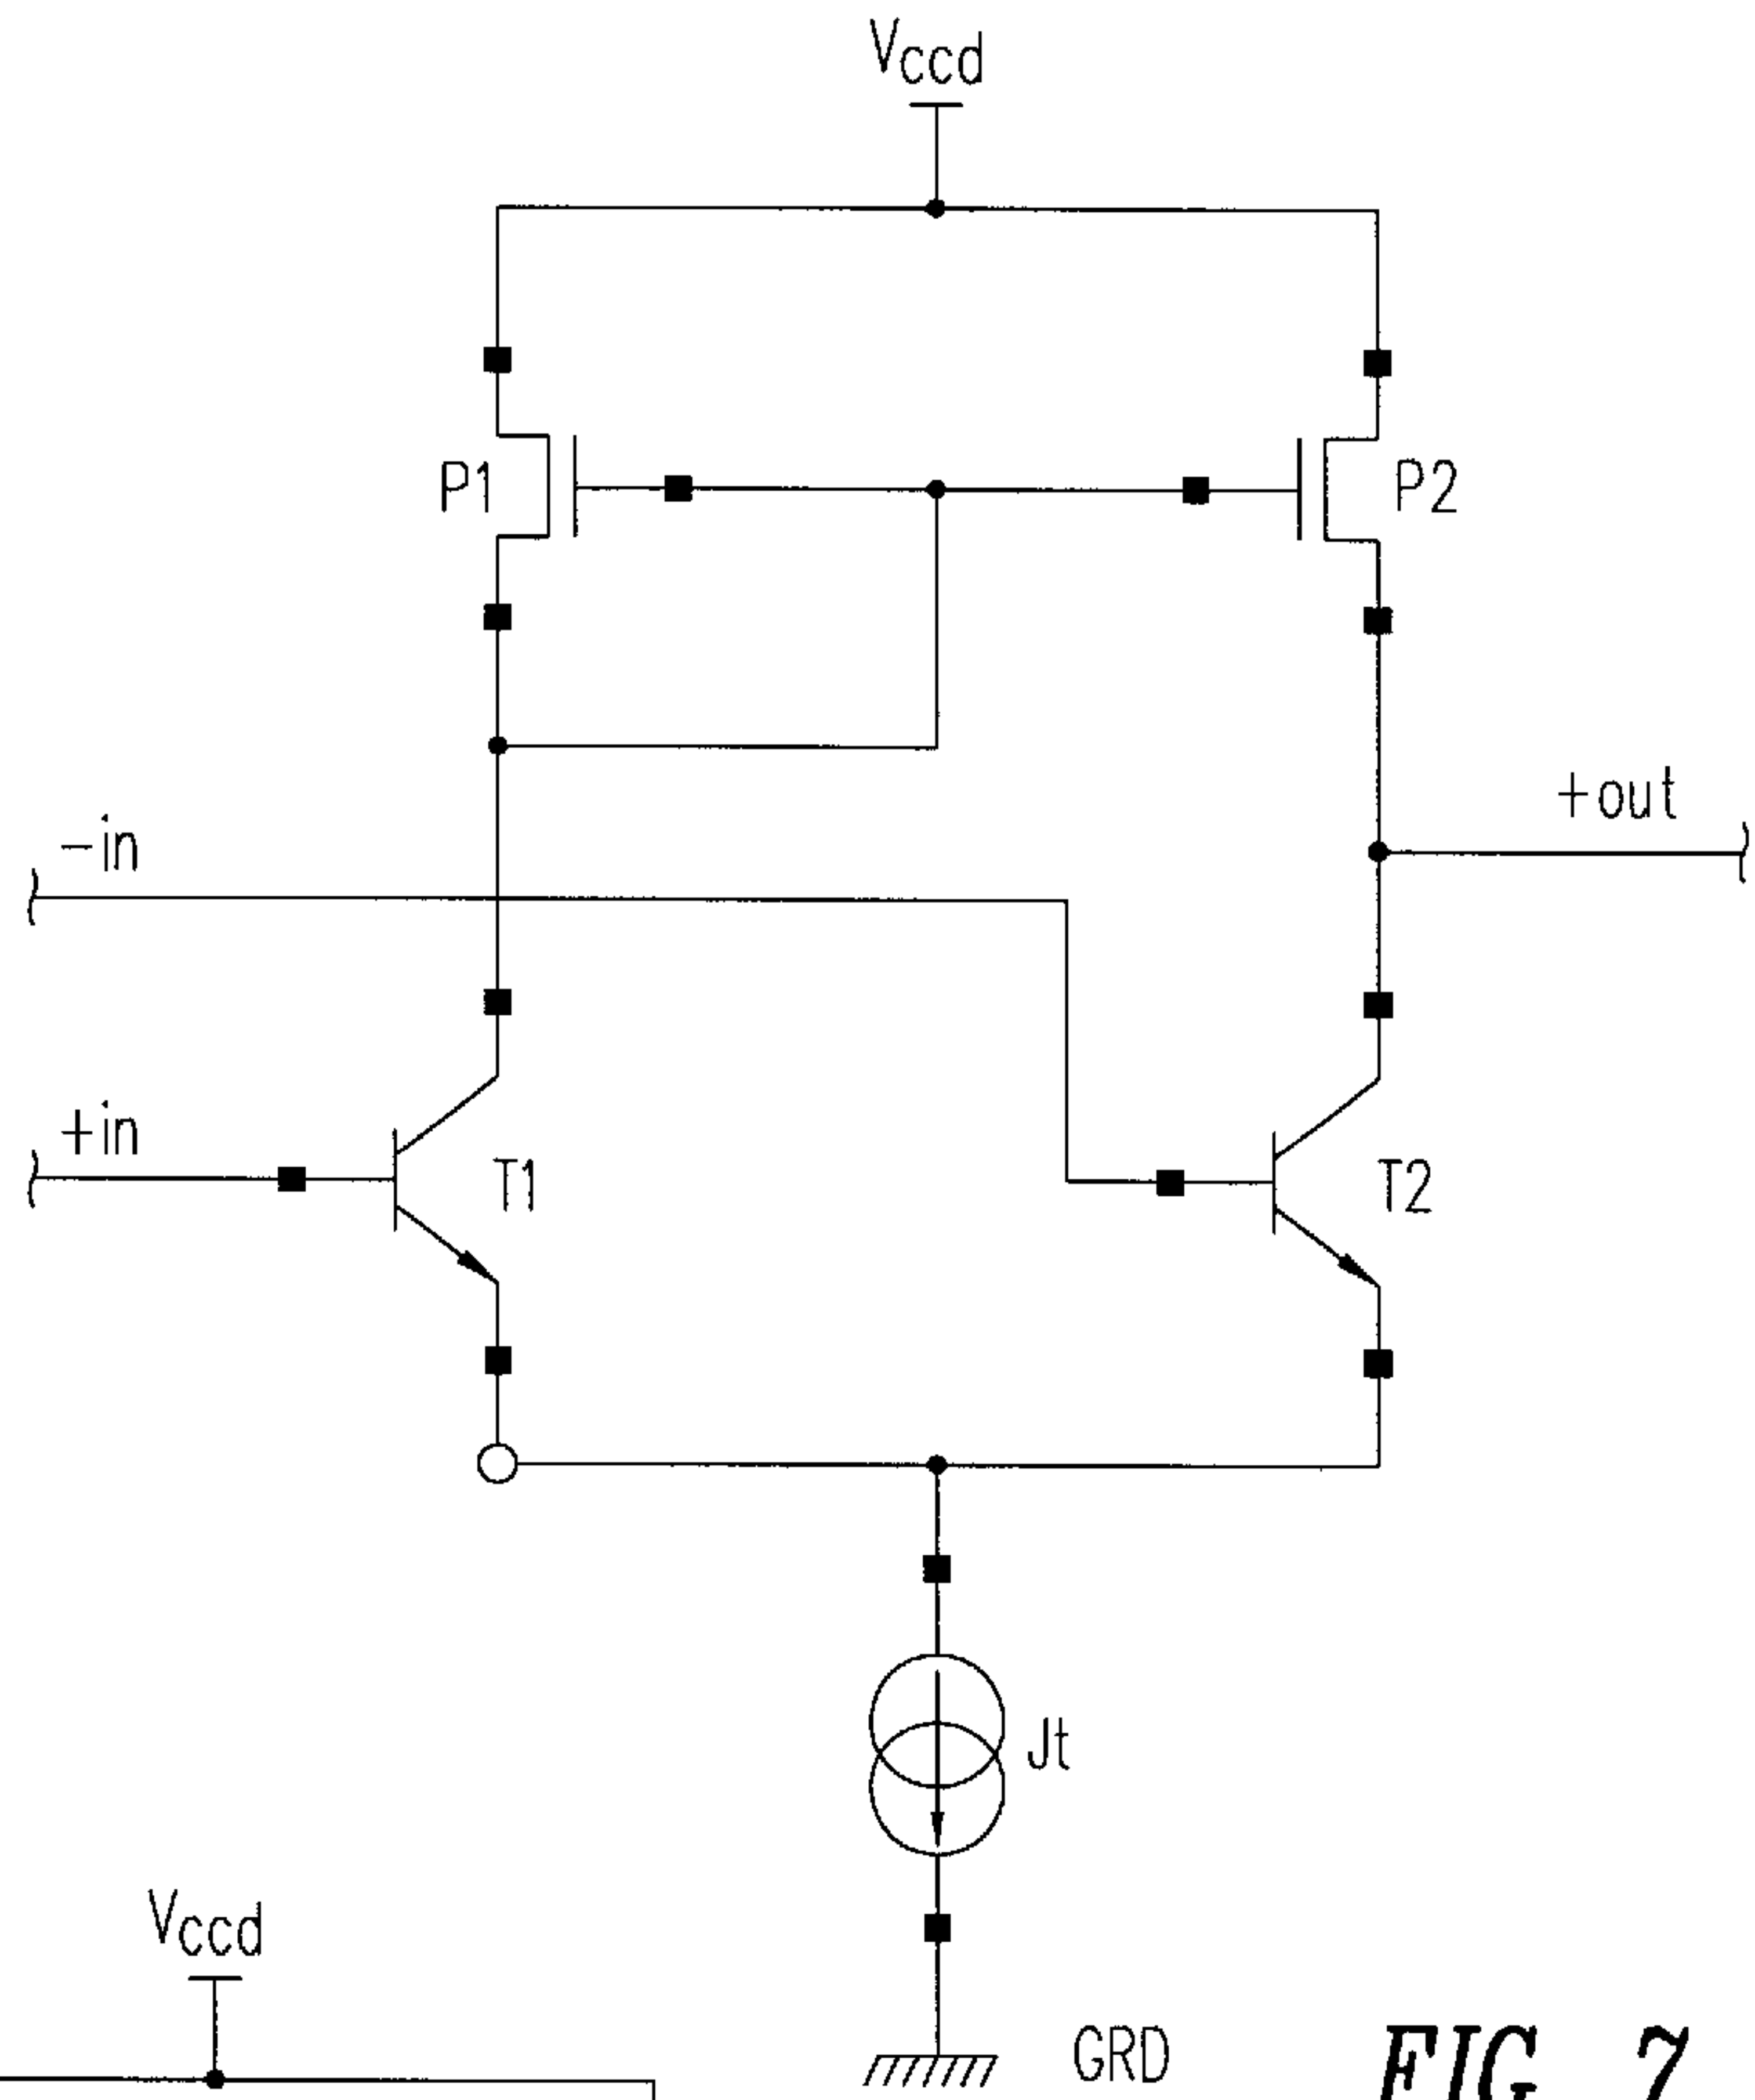 Vccd
P1
P2
-in
+out
+in
T1
T2
Jt
Vccd
GRD
FIG. 7